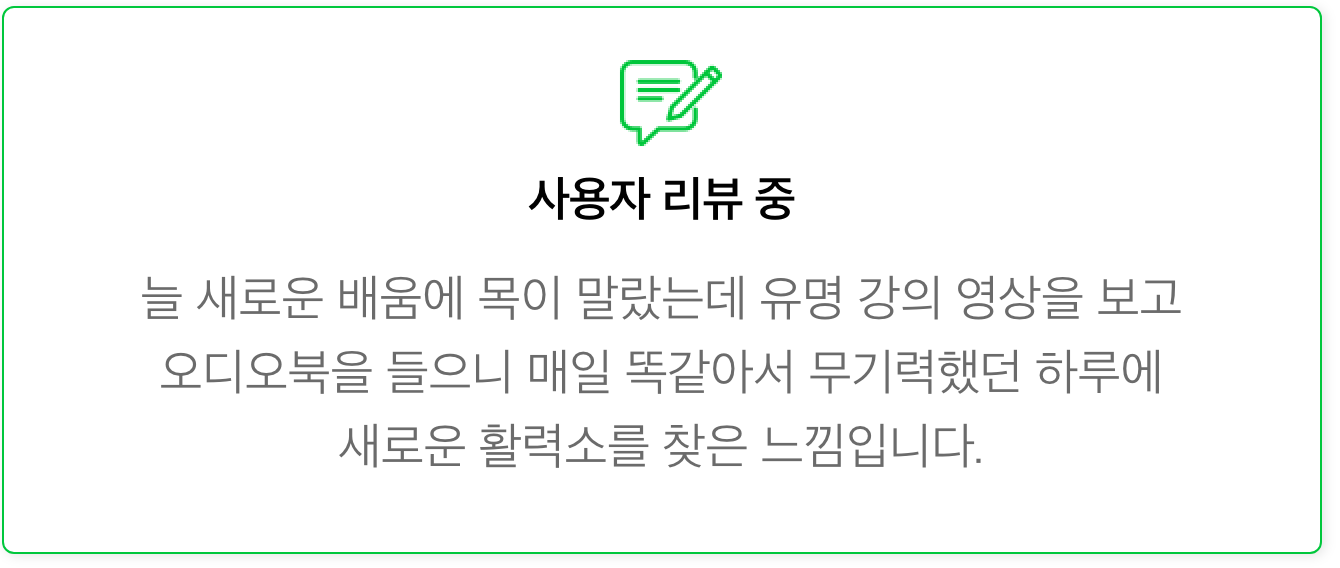 사용자 리뷰 중
늘 새로운 배움에 목이 말랐는데 유명 강의 영상을 보고
오디오북을 들으니 매일 똑같아서 무기력했던 하루에
새로운 활력소를 찾은 느낌입니다.